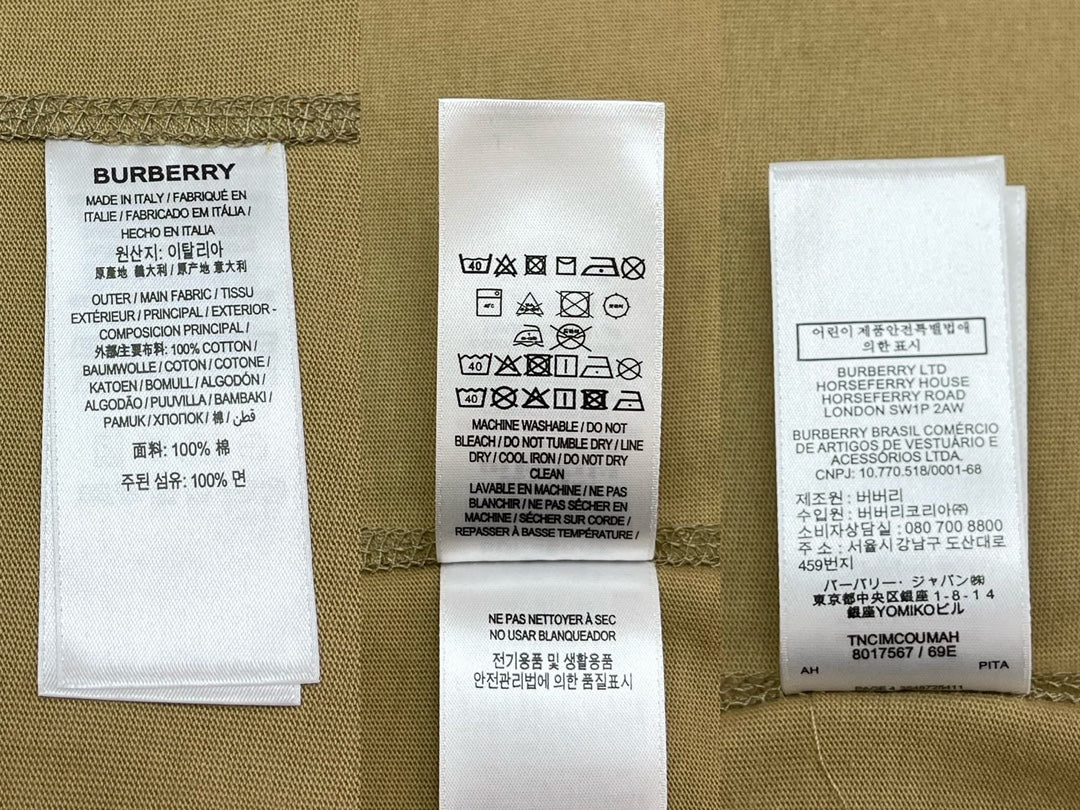 BURBERRY
MADE IN ITALY / FABRIQUÉ EN
ITALIE / FABRICADO EM ITÁLIA /
HECHO EN ITALIA
원산지: 이탈리아
原產地 義大利 / 原产地 意大利
OUTER / MAIN FABRIC / TISSU
EXTÉRIEUR / PRINCIPAL / EXTERIOR -
COMPOSICION PRINCIPAL /
外部/主要布料: 100% COTTON /
BAUMWOLLE / COTON / COTONE /
KATOEN / BOMULL / ALGODÓN /
ALGODÃO / PUUVILLA / BAMBAKI /
PAMUK / ХЛОПОК / 棉 / قطن /
面料: 100% 棉
주된 섬유: 100% 면
40
40
40
MACHINE WASHABLE / DO NOT
BLEACH / DO NOT TUMBLE DRY / LINE
DRY / COOL IRON / DO NOT DRY
CLEAN
LAVABLE EN MACHINE / NE PAS
BLANCHIR / NE PAS SÉCHER EN
MACHINE / SÉCHER SUR CORDE /
REPASSER À BASSE TEMPÉRATURE /
NE PAS NETTOYER À SEC
NO USAR BLANQUEADOR
전기용품 및 생활용품
안전관리법에 의한 품질표시
어린이 제품안전특별법에
의한 표시
BURBERRY LTD
HORSEFERRY HOUSE
HORSEFERRY ROAD
LONDON SW1P 2AW
BURBERRY BRASIL COMÉRCIO
DE ARTIGOS DE VESTUÁRIO E
ACESSÓRIOS LTDA.
CNPJ: 10.770.518/0001-68
제조원 : 버버리
수입원 : 버버리코리아㈜
소비자상담실 : 080 700 8800
주 소 : 서울시 강남구 도산대로
459번지
バーバリー・ジャパン㈱
東京都中央区銀座 1-8-14
銀座YOMIKOビル
TNCIMCOUMAH
8017567 / 69E
AH PITA